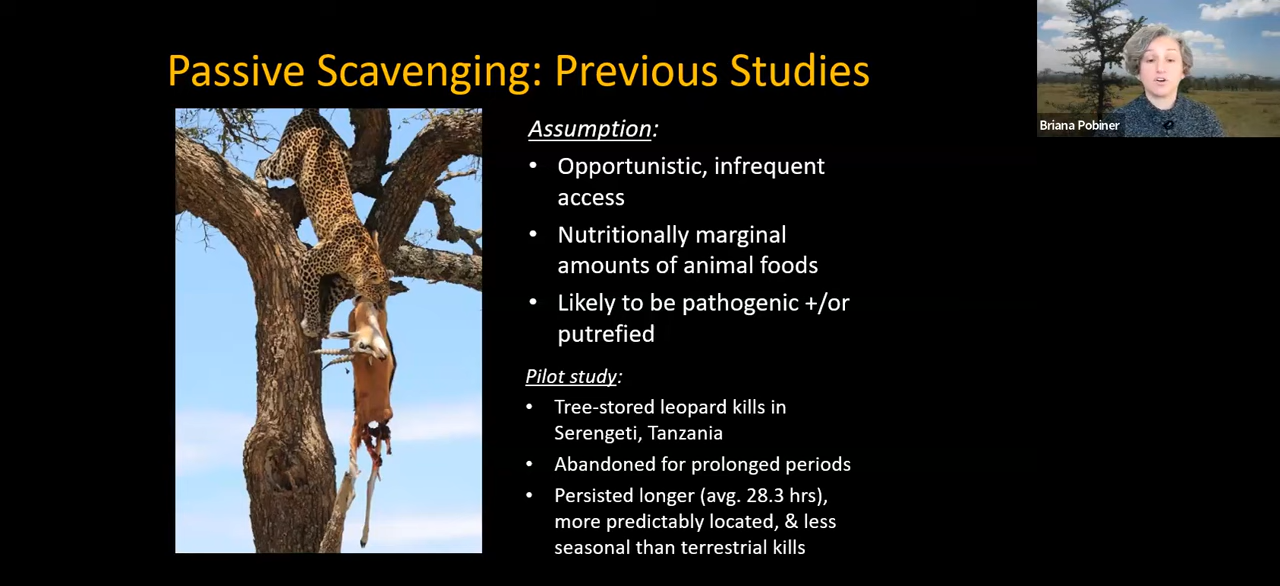 Passive Scavenging: Previous Studies
Briana Pobiner
Assumption:
• Opportunistic, infrequent
access
• Nutritionally marginal
amounts of animal foods
• Likely to be pathogenic +/or
putrefied
Pilot study:
• Tree-stored leopard kills in
Serengeti, Tanzania
• Abandoned for prolonged periods
• Persisted longer (avg. 28.3 hrs),
more predictably located, & less
seasonal than terrestrial kills